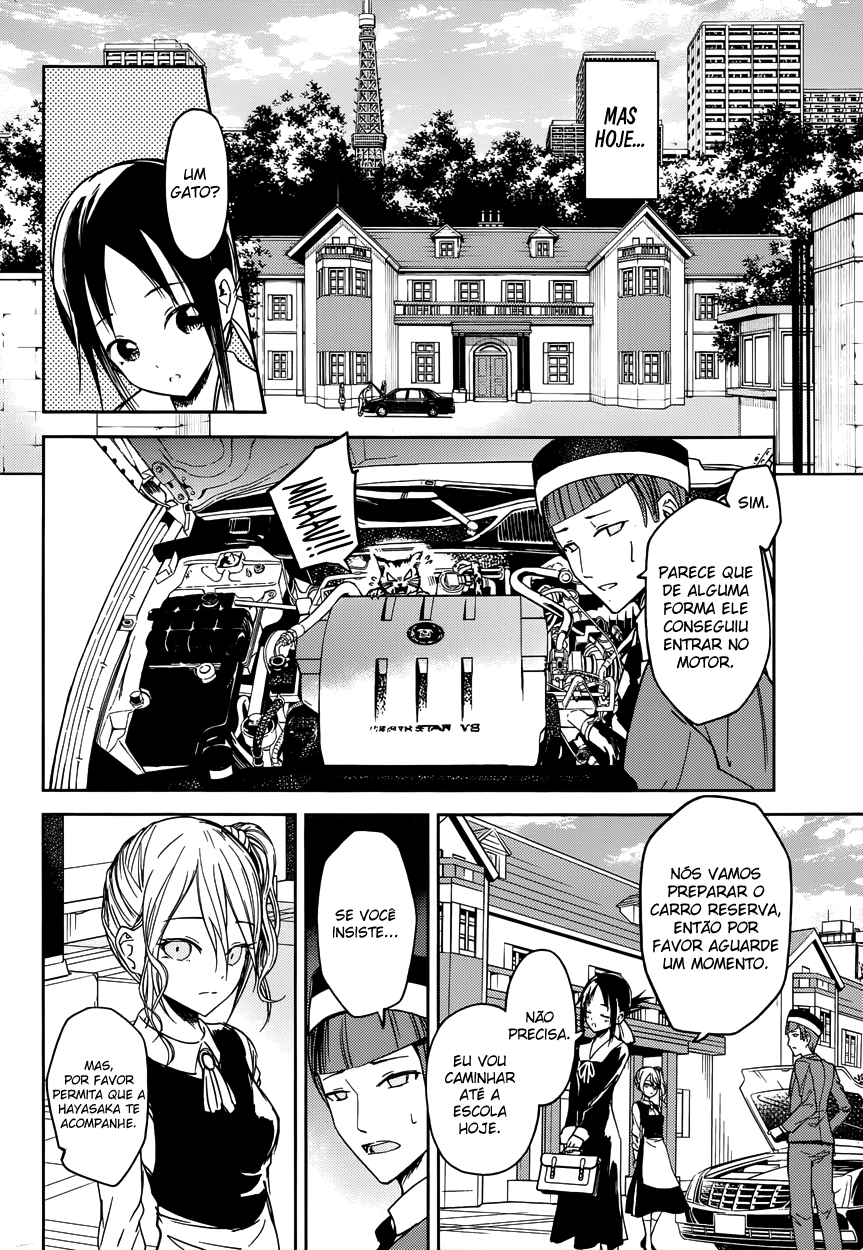 MAS
HOJE...
UM
GATO?
SIM.
PARECE QUE
DE ALGUMA
FORMA ELE
CONSEGUIU
ENTRAR NO
MOTOR.
MIAAAU!!
V8
NÓS VAMOS
PREPARAR O
CARRO RESERVA,
ENTÃO POR
FAVOR AGUARDE
UM MOMENTO.
NÃO
PRECISA.
EU VOU
CAMINHAR
ATÉ A
ESCOLA
HOJE.
SE VOCÊ
INSISTE...
MAS,
POR FAVOR
PERMITA QUE A
HAYASAKA TE
ACOMPANHE.